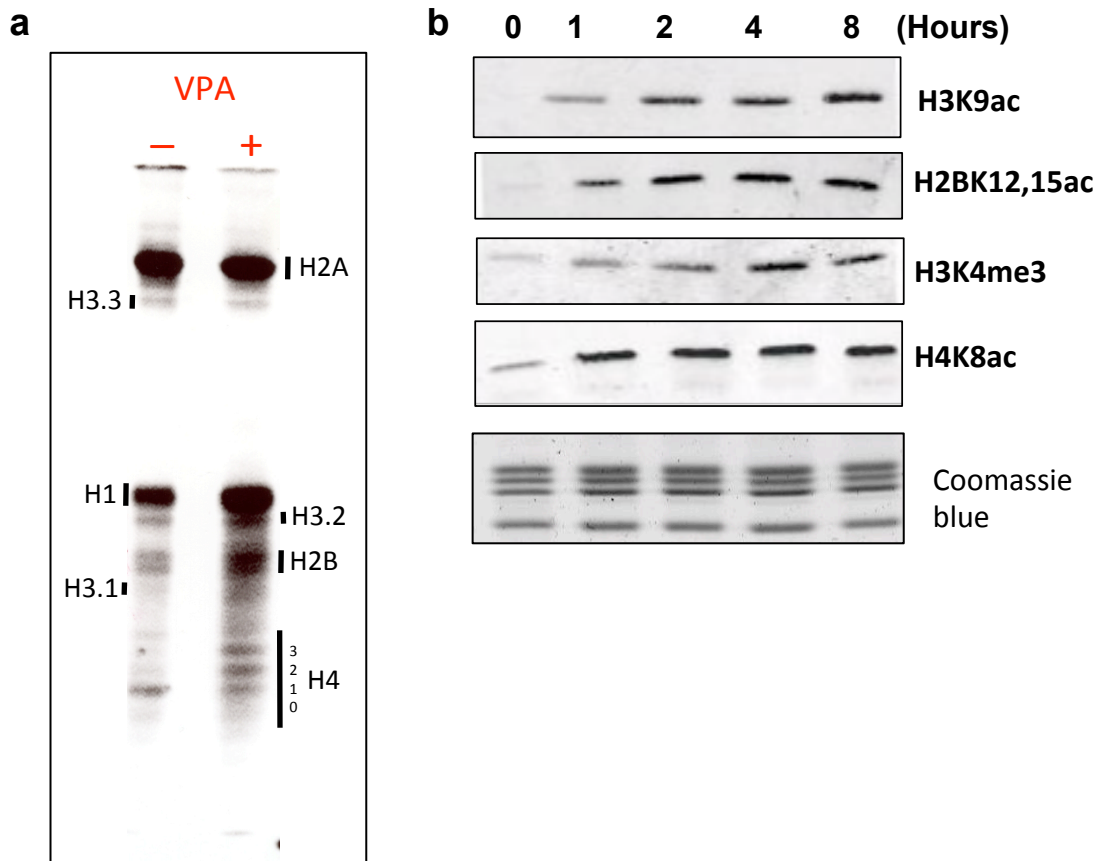 a
VPA
– +
H2A
H3.3
H1
H3.2
H2B
H3.1
3
2
H4
1
0
b
0 1 2 4 8 (Hours)
H3K9ac
H2BK12,15ac
H3K4me3
H4K8ac
Coomassie
blue